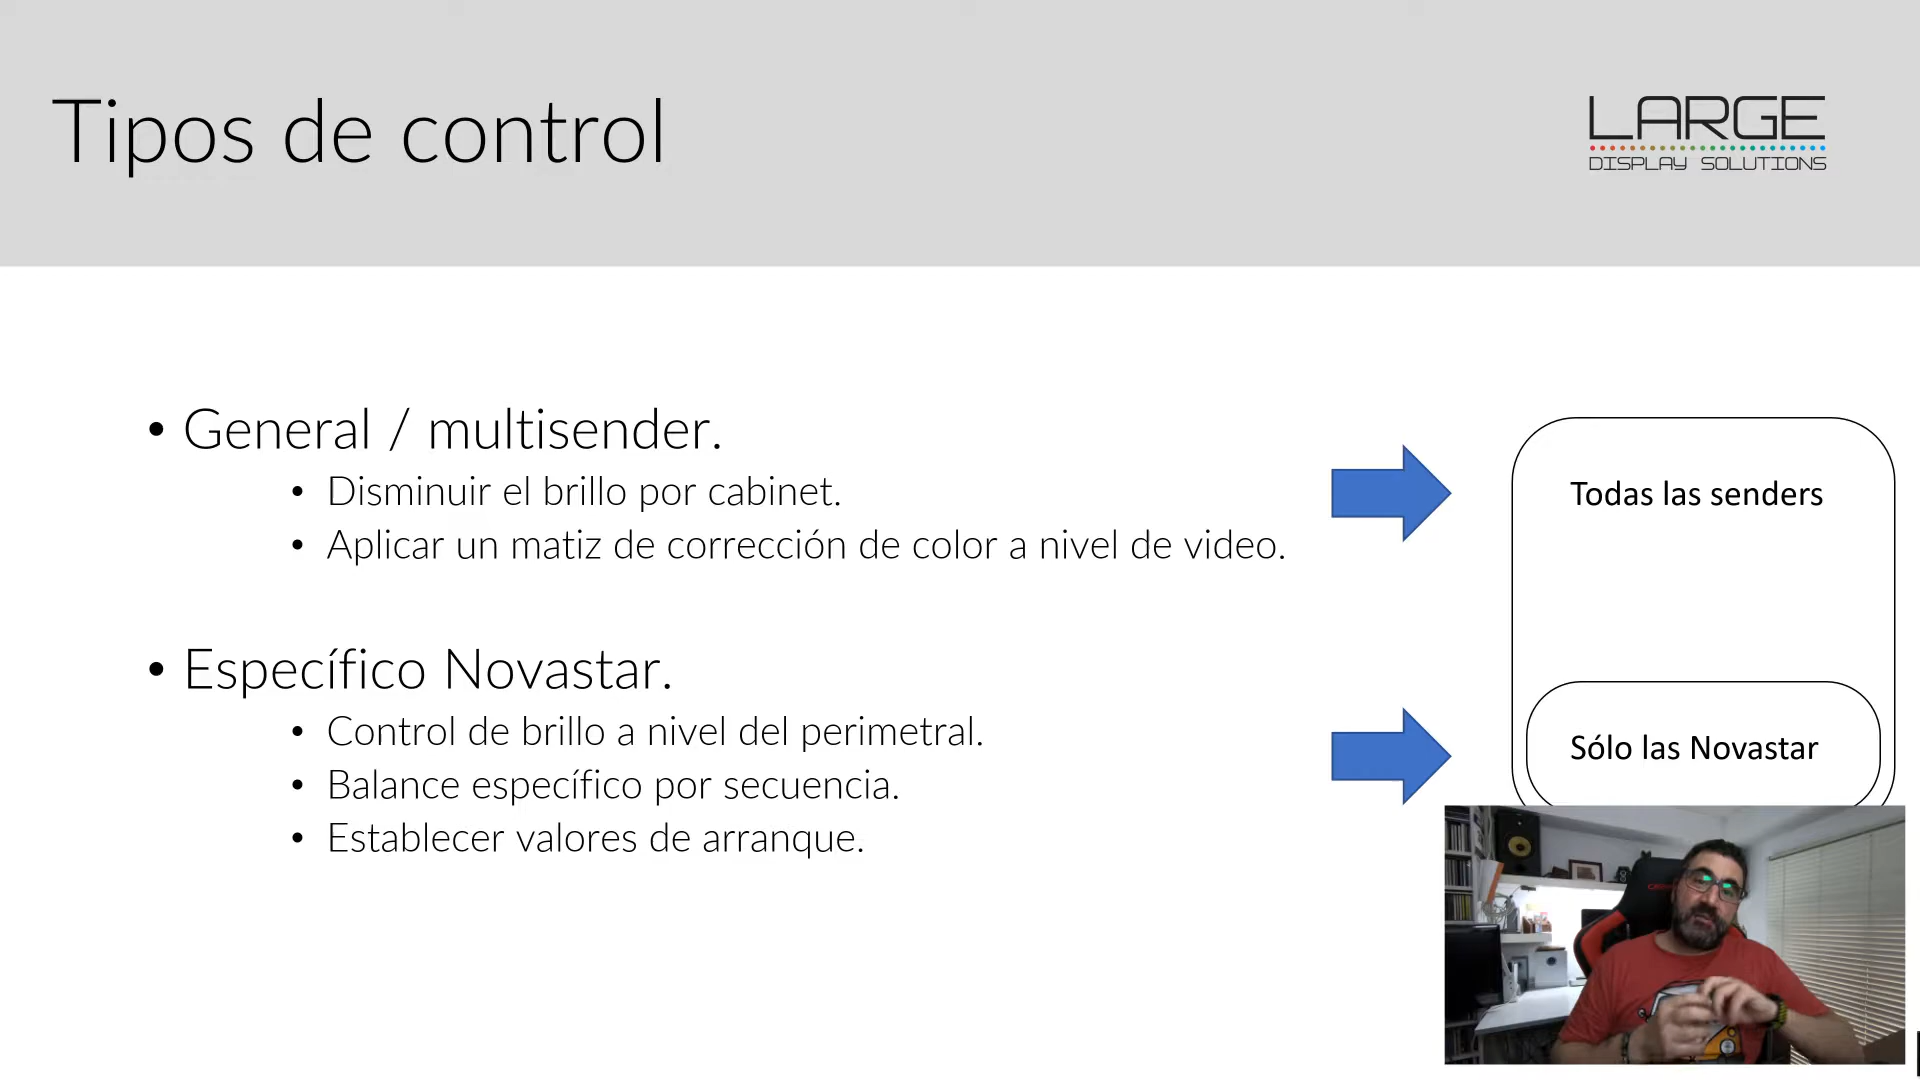 Tipos de control
LARGE
DISPLAY SOLUTIONS
• General / multisender.
• Disminuir el brillo por cabinet.
• Aplicar un matiz de corrección de color a nivel de video.
Todas las senders
• Específico Novastar.
• Control de brillo a nivel del perimetral.
• Balance específico por secuencia.
• Establecer valores de arranque.
Sólo las Novastar